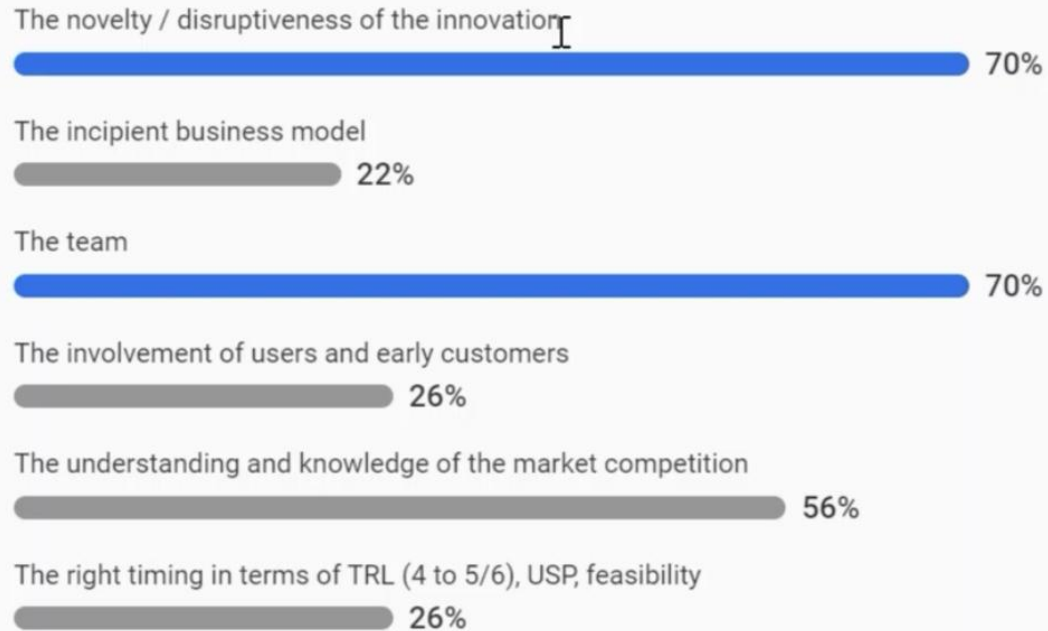 The novelty / disruptiveness of the innovation
70%
The incipient business model
22%
The team
70%
The involvement of users and early customers
26%
The understanding and knowledge of the market competition
56%
The right timing in terms of TRL (4 to 5/6), USP, feasibility
26%